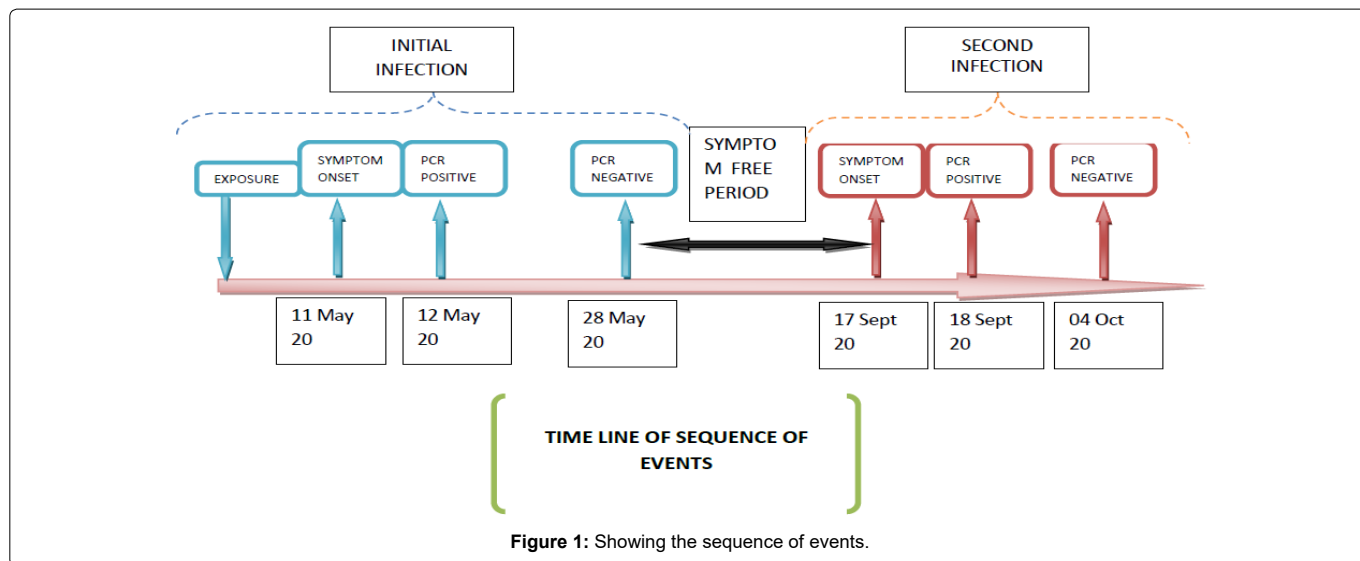 INITIAL
INFECTION
SECOND
INFECTION
EXPOSURE
SYMPTOM
ONSET
PCR
POSITIVE
PCR
NEGATIVE
SYMPTO
M FREE
PERIOD
SYMPTOM
ONSET
PCR
POSITIVE
PCR
NEGATIVE
11 May
20
12 May
20
28 May
20
17 Sept
20
18 Sept
20
04 Oct
20
TIME LINE OF SEQUENCE OF
EVENTS
Figure 1: Showing the sequence of events.